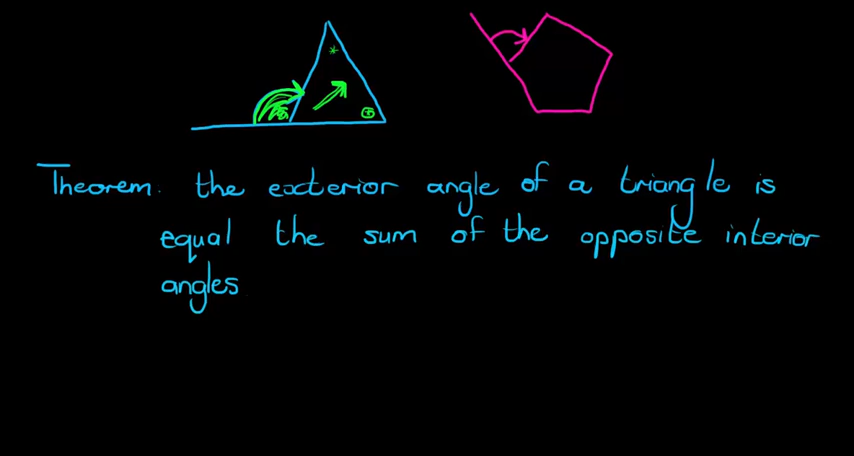 Theorem. the exterior angle of a triangle is
equal the sum of the opposite interior
angles